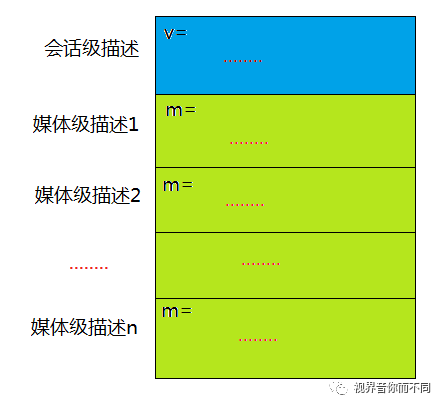 会话级描述
v=
........
媒体级描述1
m=
........
媒体级描述2
m=
........
........
........
媒体级描述n
m=
........
视界音你而不同